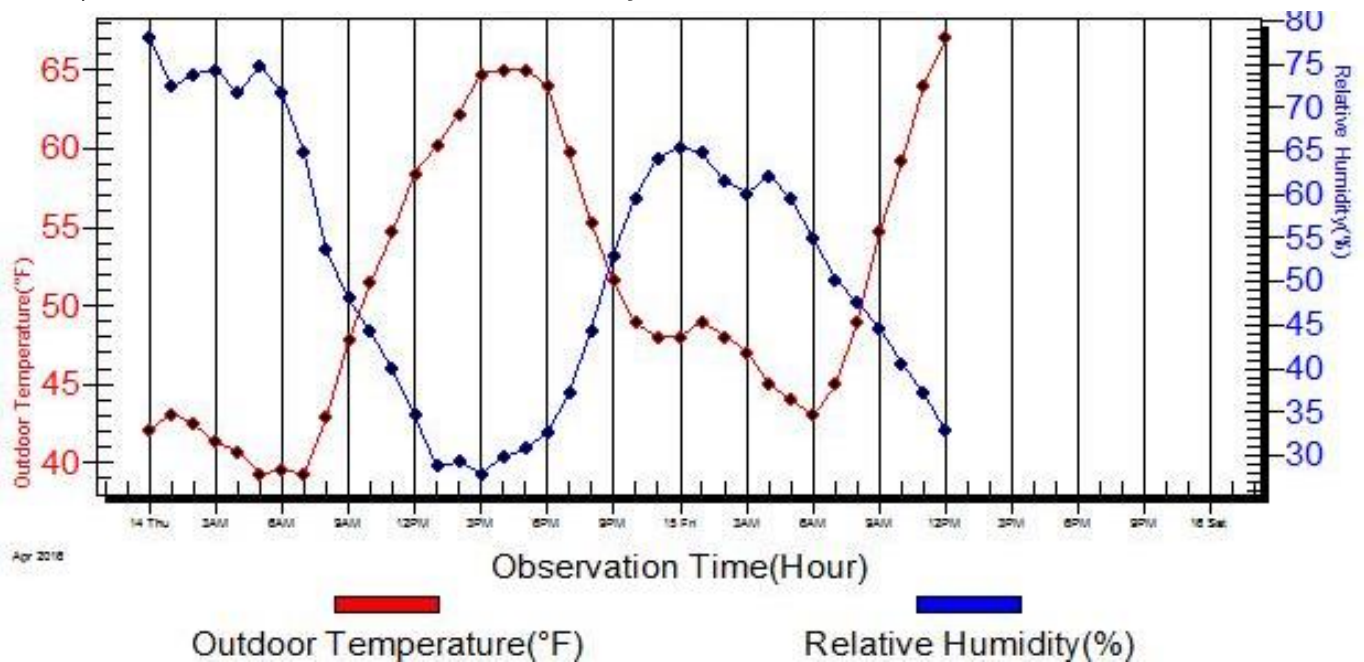 80
75
70
65
60
55
50
45
40
35
30
Relative Humidity(%)
65
60
55
50
45
40
Outdoor Temperature(°F)
14 Thu 3AM 6AM 9AM 12PM 3PM 6PM 9PM 15 Fri 3AM 6AM 9AM 12PM 3PM 6PM 9PM 16 Sat
Apr 2016
Observation Time(Hour)
Outdoor Temperature(°F) Relative Humidity(%)